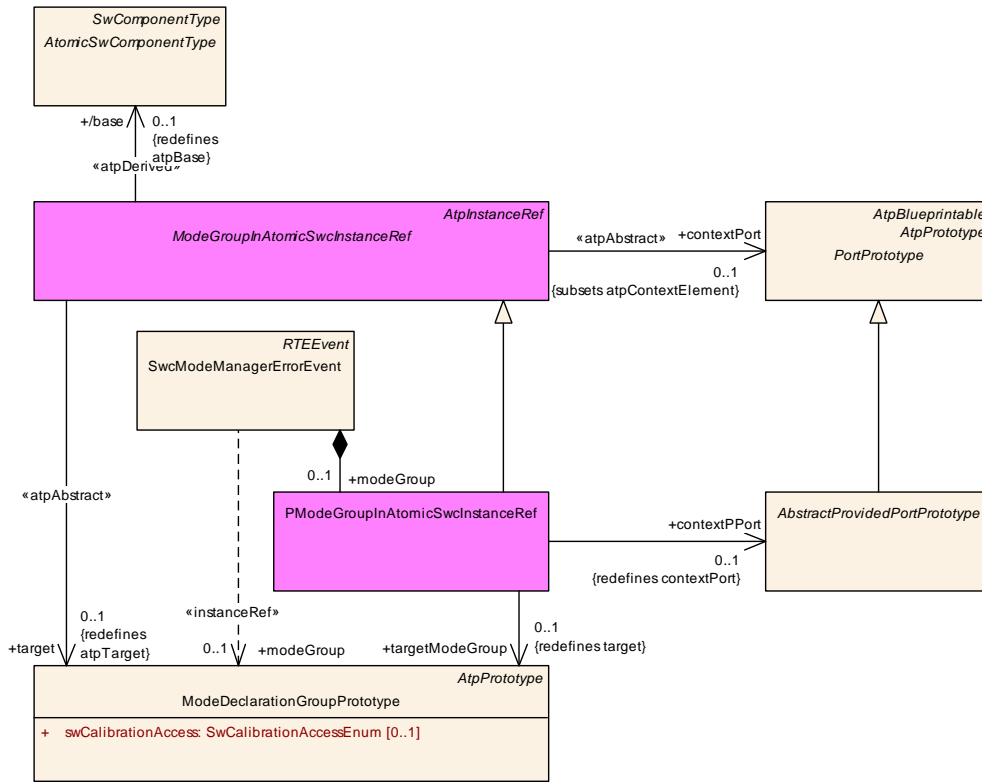 SwComponentType
AtomicSwComponentType
+/base
0..1
{redefines
atpBase}
«atpDerived»
AtpInstanceRef
ModeGroupInAtomicSwcInstanceRef
«atpAbstract»
+contextPort
0..1
{subsets atpContextElement}
AtpBlueprintable
AtpPrototype
PortPrototype
RTEEvent
SwcModeManagerErrorEvent
0..1
+modeGroup
«atpAbstract»
PModeGroupInAtomicSwcInstanceRef
+contextPPort
0..1
{redefines contextPort}
AbstractProvidedPortPrototype
«instanceRef»
0..1
{redefines
atpTarget}
+target
0..1
+modeGroup
+targetModeGroup
0..1
{redefines target}
AtpPrototype
ModeDeclarationGroupPrototype
+ swCalibrationAccess: SwCalibrationAccessEnum [0..1]